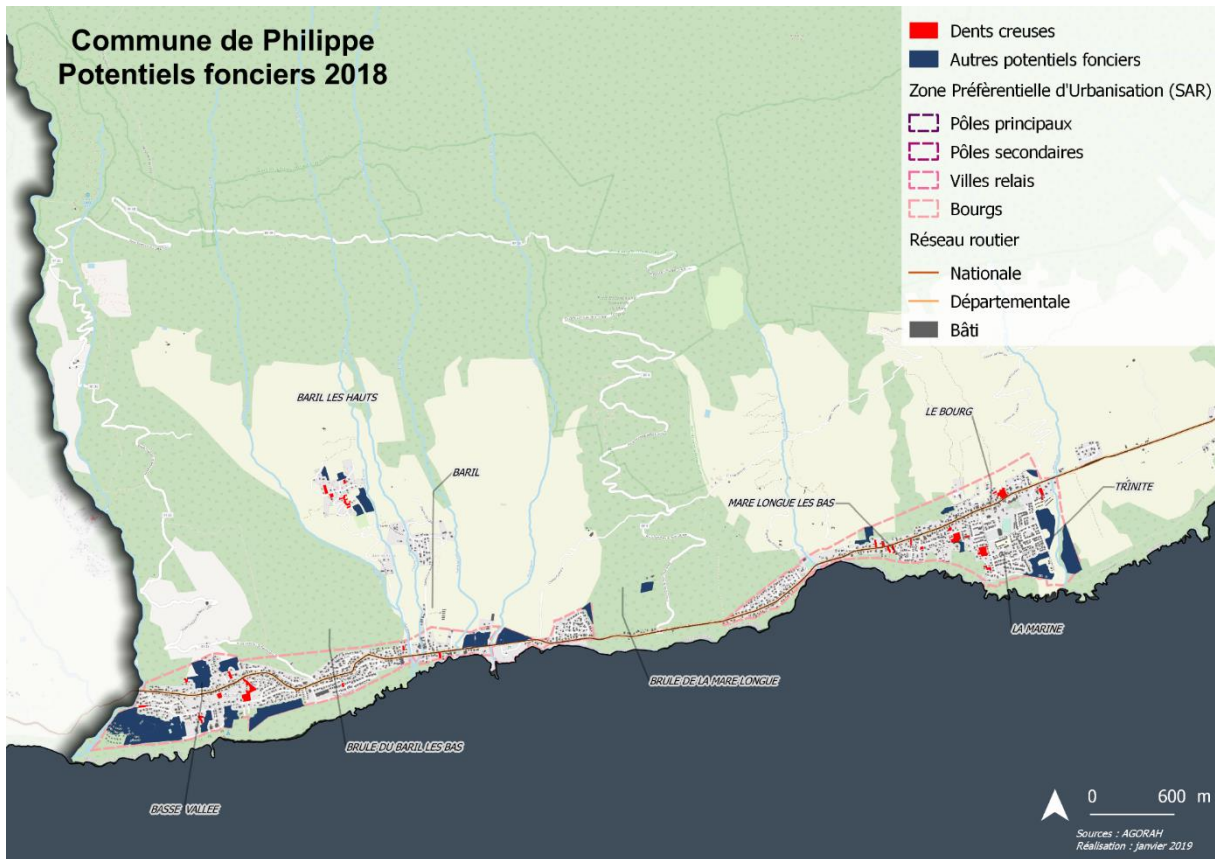 Commune de Philippe
Potentiels fonciers 2018
Dents creuses
Autres potentiels fonciers
Zone Préfèrentielle d'Urbanisation (SAR)
Pôles principaux
Pôles secondaires
Villes relais
Bourgs
Réseau routier
Nationale
Départementale
Bâti
BARIL LES HAUTS
LE BOURG
BARIL
MARE LONGUE LES BAS
TRINITE
LA MARINE
BRULE DE LA MARE LONGUE
BRULE DU BARIL LES BAS
BASSE VALLEE
0 600 m
Sources : AGORAH
Réalisation : janvier 2019